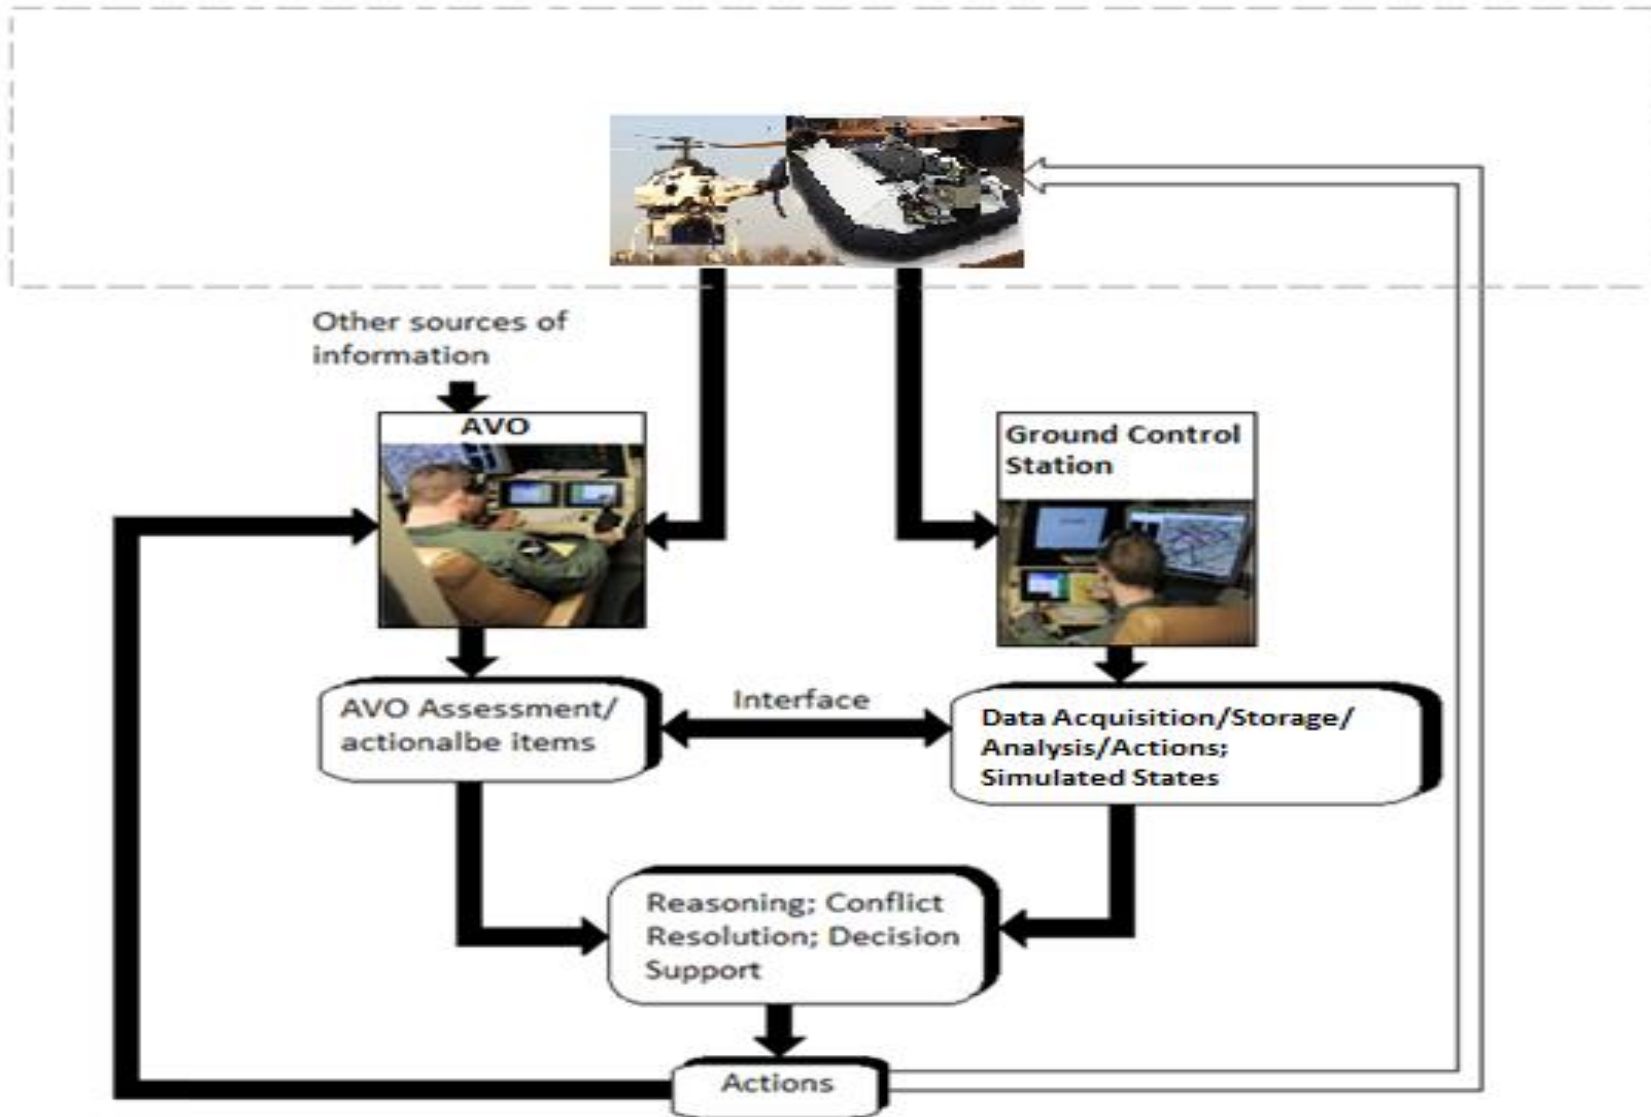 Other sources of
information
AVO
Ground Control
Station
AVO Assessment/
actionalbe items
Interface
Data Acquisition/Storage/
Analysis/Actions;
Simulated States
Reasoning; Conflict
Resolution; Decision
Support
Actions